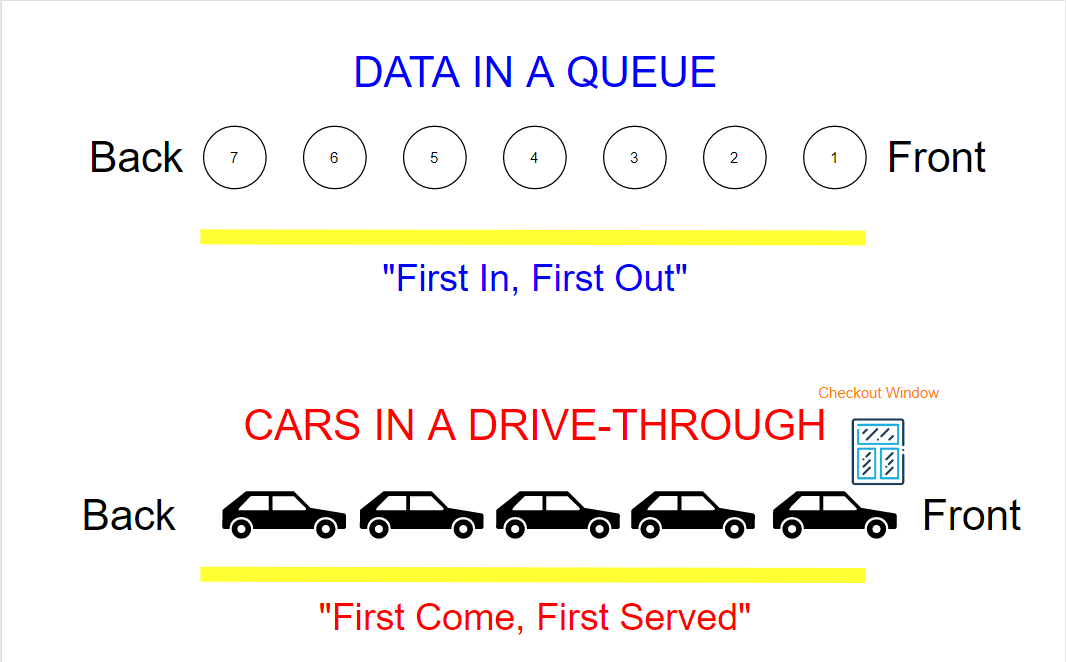 DATA IN A QUEUE
Back 7 6 5 4 3 2 1 Front
"First In, First Out"
Checkout Window
CARS IN A DRIVE-THROUGH
Back Front
"First Come, First Served"